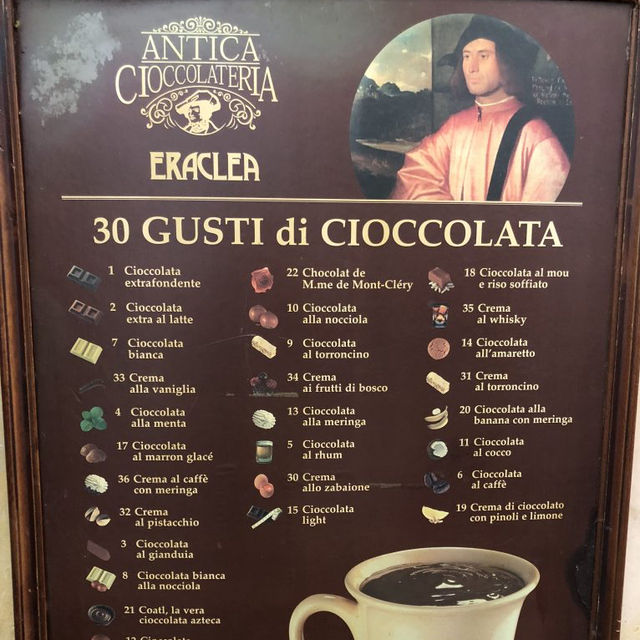 ANTICA
CIOCCOLATERIA
ERACLEA
30 GUSTI di CIOCCOLATA
1 Cioccolata
extrafondente
2 Cioccolata
extra al latte
7 Cioccolata
bianca
33 Crema
alla vaniglia
4 Cioccolata
alla menta
17 Cioccolata
al marron glacé
36 Crema al caffè
con meringa
32 Crema
al pistacchio
3 Cioccolata
al gianduia
8 Cioccolata bianca
alla nocciola
21 Coatl, la vera
cioccolata azteca
12 Cioccolata
22 Chocolat de
M.me de Mont-Cléry
10 Cioccolata
alla nocciola
9 Cioccolata
al torroncino
34 Crema
ai frutti di bosco
13 Cioccolata
alla meringa
5 Cioccolata
al rhum
30 Crema
allo zabaione
15 Cioccolata
light
18 Cioccolata al mou
e riso soffiato
35 Crema
al whisky
14 Cioccolata
all'amaretto
31 Crema
al torroncino
20 Cioccolata alla
banana con meringa
11 Cioccolata
al cocco
6 Cioccolata
al caffè
19 Crema di cioccolato
con pinoli e limone